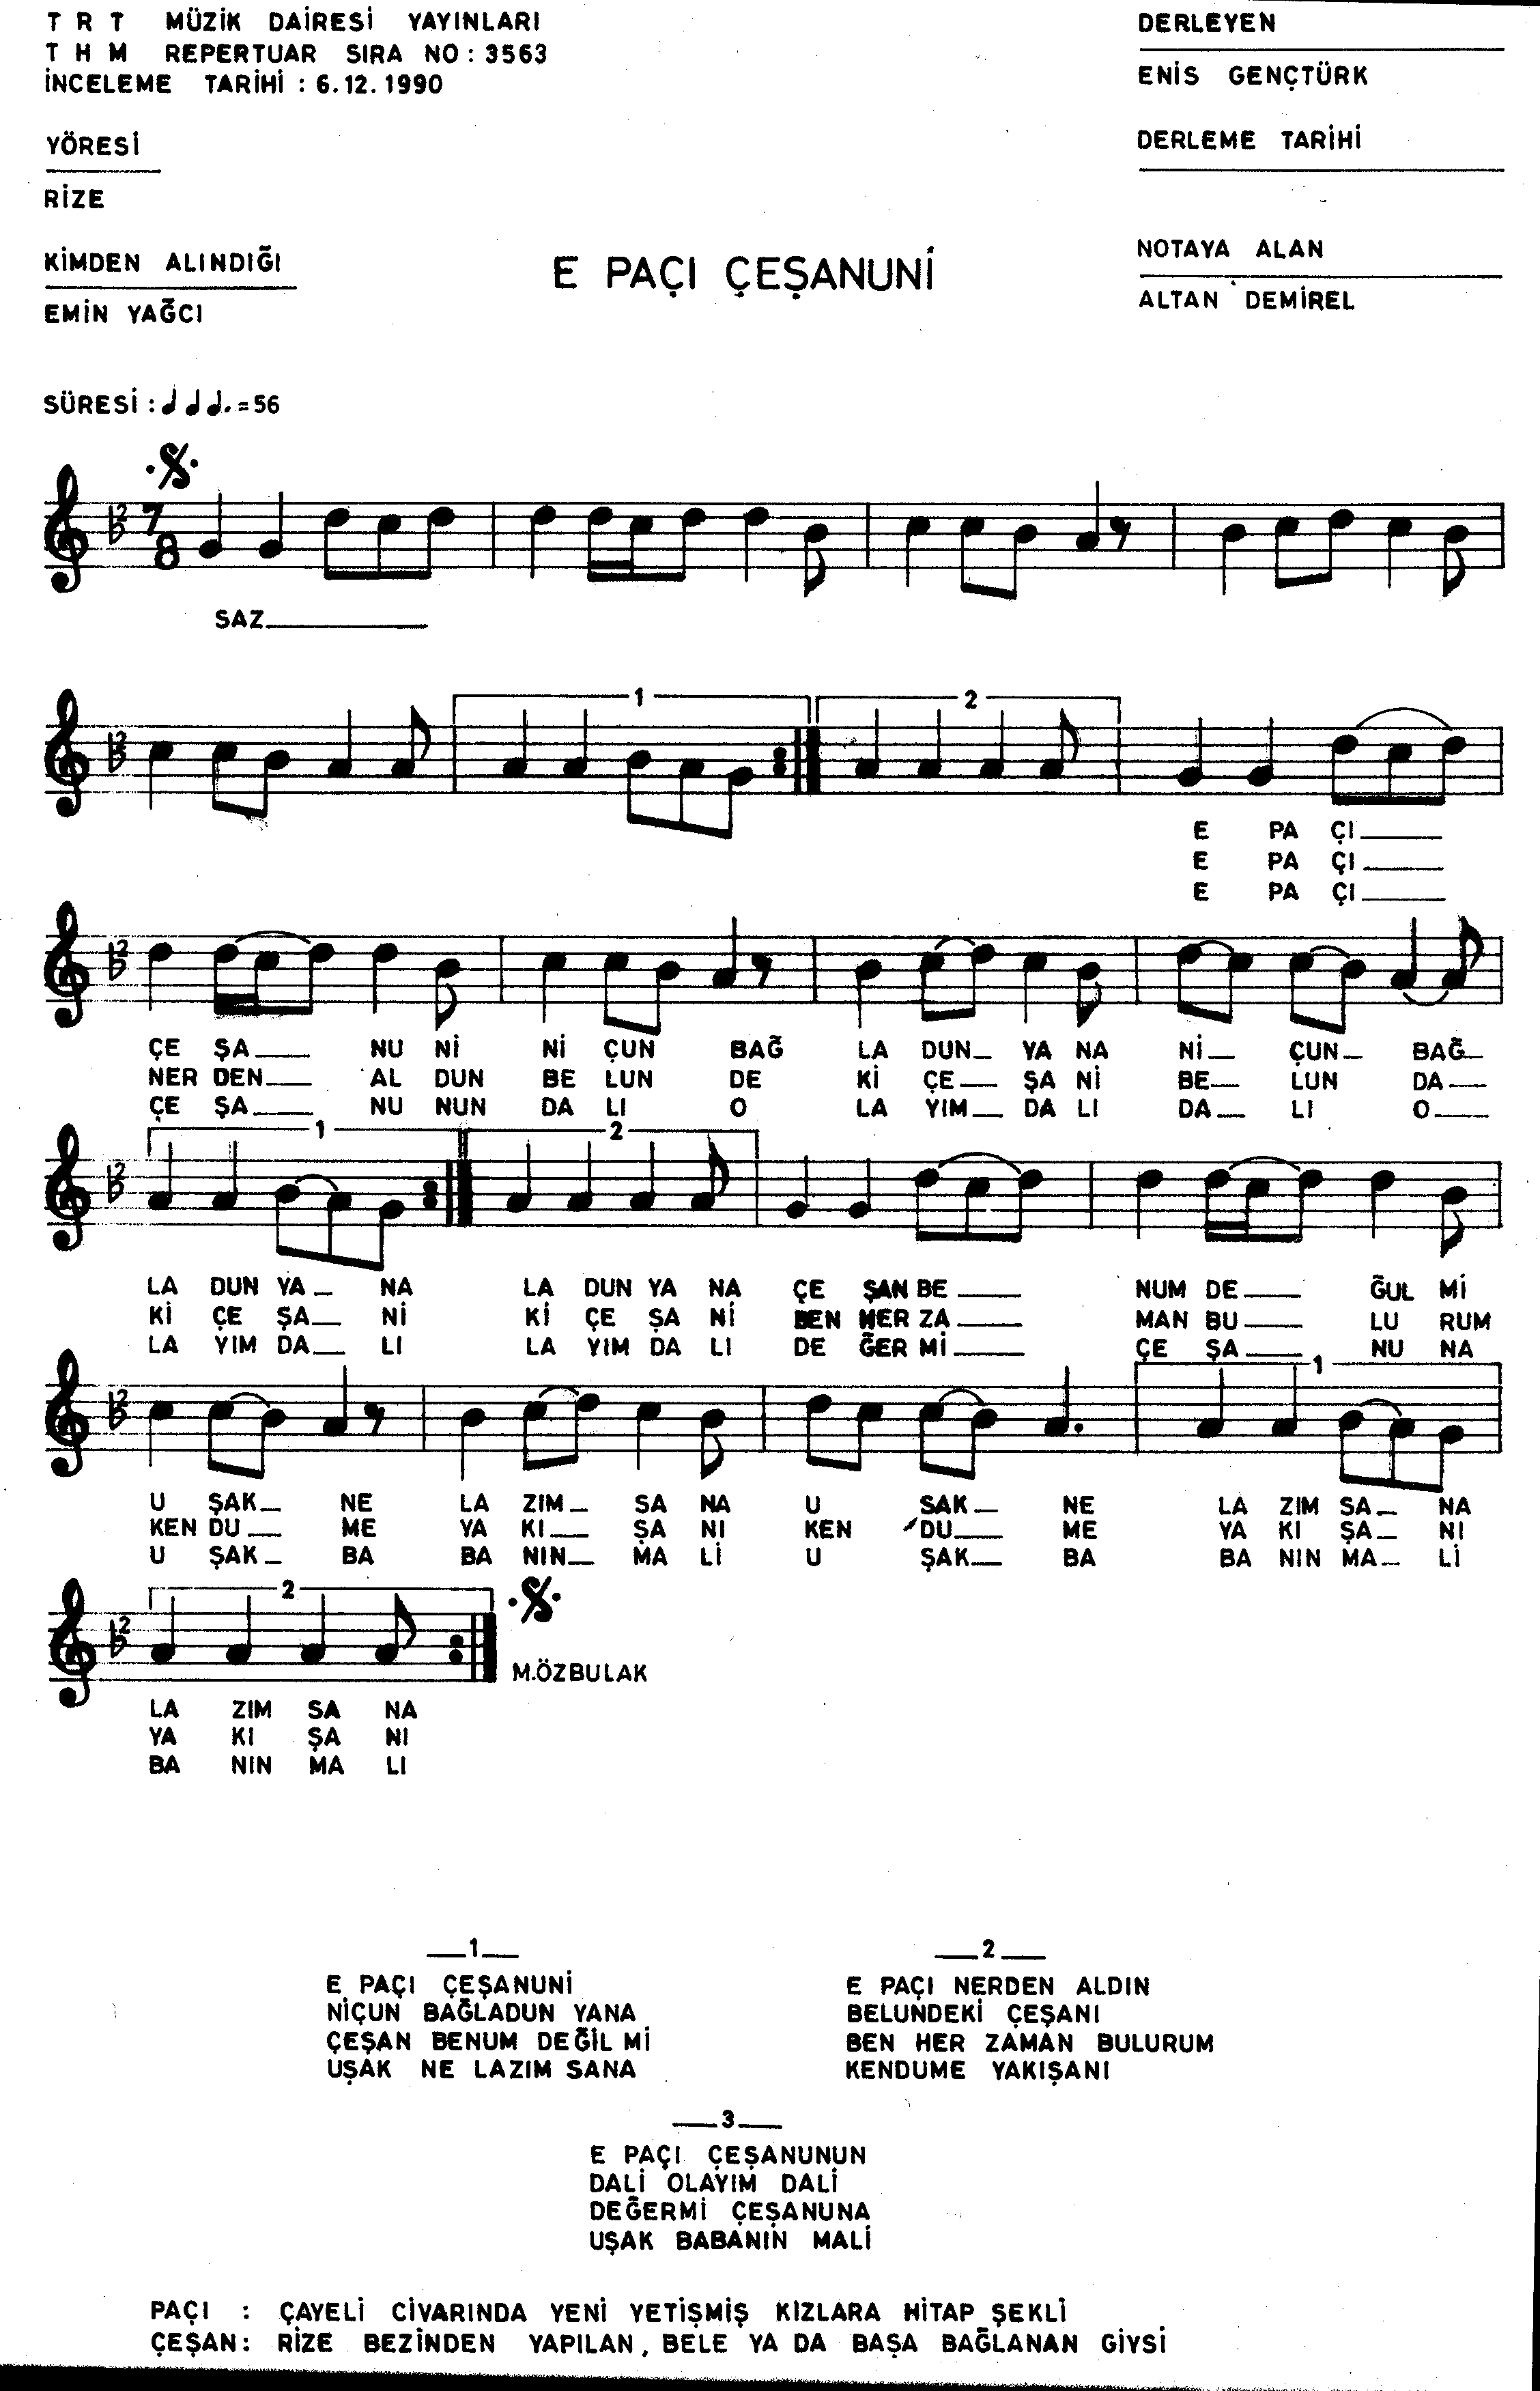 T R T MÜZİK DAİRESİ YAYINLARI
T H M REPERTUAR SIRA NO : 3563
İNCELEME TARİHİ : 6.12.1990
YÖRESİ
RİZE
KİMDEN ALINDIĞI
EMİN YAĞCI
DERLEYEN
ENİS GENÇTÜRK
DERLEME TARİHİ
NOTAYA ALAN
ALTAN DEMİREL
E PAÇI ÇEŞANUNİ
SÜRESİ : ♩ ♩ ♩. = 56
7
8
SAZ
1 2
E PA ÇI
E PA ÇI
E PA ÇI
ÇE ŞA NU Nİ Nİ ÇUN BAĞ LA DUN YA NA Nİ ÇUN BAĞ
NER DEN AL DUN BE LUN DE Kİ ÇE ŞA Nİ BE LUN DA
ÇE ŞA NU NUN DA LI O LA YIM DA LI DA LI O
1 2
LA DUN YA NA LA DUN YA NA ÇE ŞAN BE NUM DE ĞUL Mİ
Kİ ÇE ŞA Nİ Kİ ÇE ŞA Nİ BEN HER ZA MAN BU LU RUM
LA YIM DA LI LA YIM DA LI DE ĞER Mİ ÇE ŞA NU NA
1
U ŞAK NE LA ZIM SA NA U SAK NE LA ZIM SA NA
KEN DU ME YA KI ŞA NI KEN DU ME YA KI ŞA NI
U ŞAK BA BA NIN MA Lİ U ŞAK BA BA NIN MA Lİ
2
M.ÖZBULAK
LA ZIM SA NA
YA KI ŞA NI
BA NIN MA LI
1
E PAÇI ÇEŞANUNİ
NİÇUN BAĞLADUN YANA
ÇEŞAN BENUM DEĞİL Mİ
UŞAK NE LAZIM SANA
2
E PAÇI NERDEN ALDIN
BELUNDEKİ ÇEŞANI
BEN HER ZAMAN BULURUM
KENDUME YAKIŞANI
3
E PAÇI ÇEŞANUNUN
DALİ OLAYIM DALİ
DEĞERMİ ÇEŞANUNA
UŞAK BABANIN MALİ
PAÇI : ÇAYELİ CİVARINDA YENİ YETİŞMİŞ KIZLARA HİTAP ŞEKLİ
ÇEŞAN : RİZE BEZİNDEN YAPILAN, BELE YA DA BAŞA BAĞLANAN GİYSİ